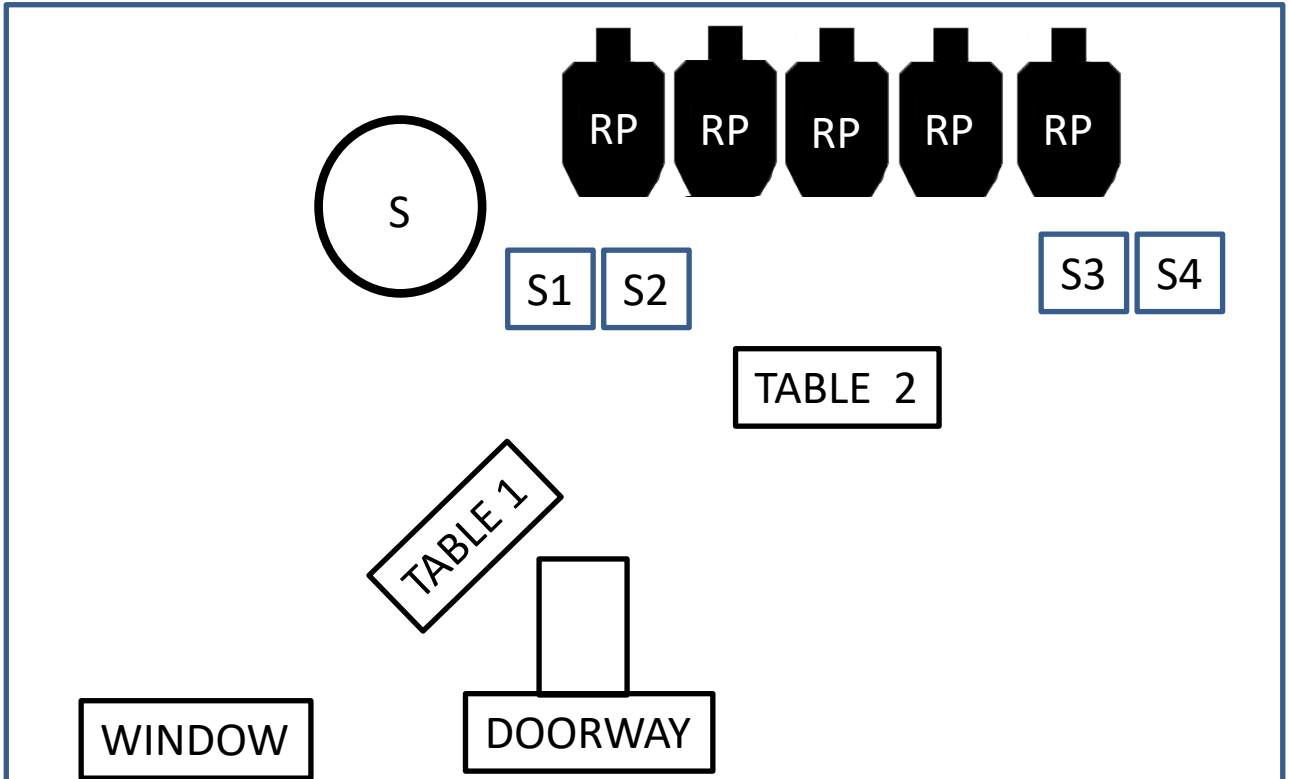 RP RP RP RP RP
S
S1 S2 S3 S4
TABLE 2
TABLE 1
WINDOW DOORWAY